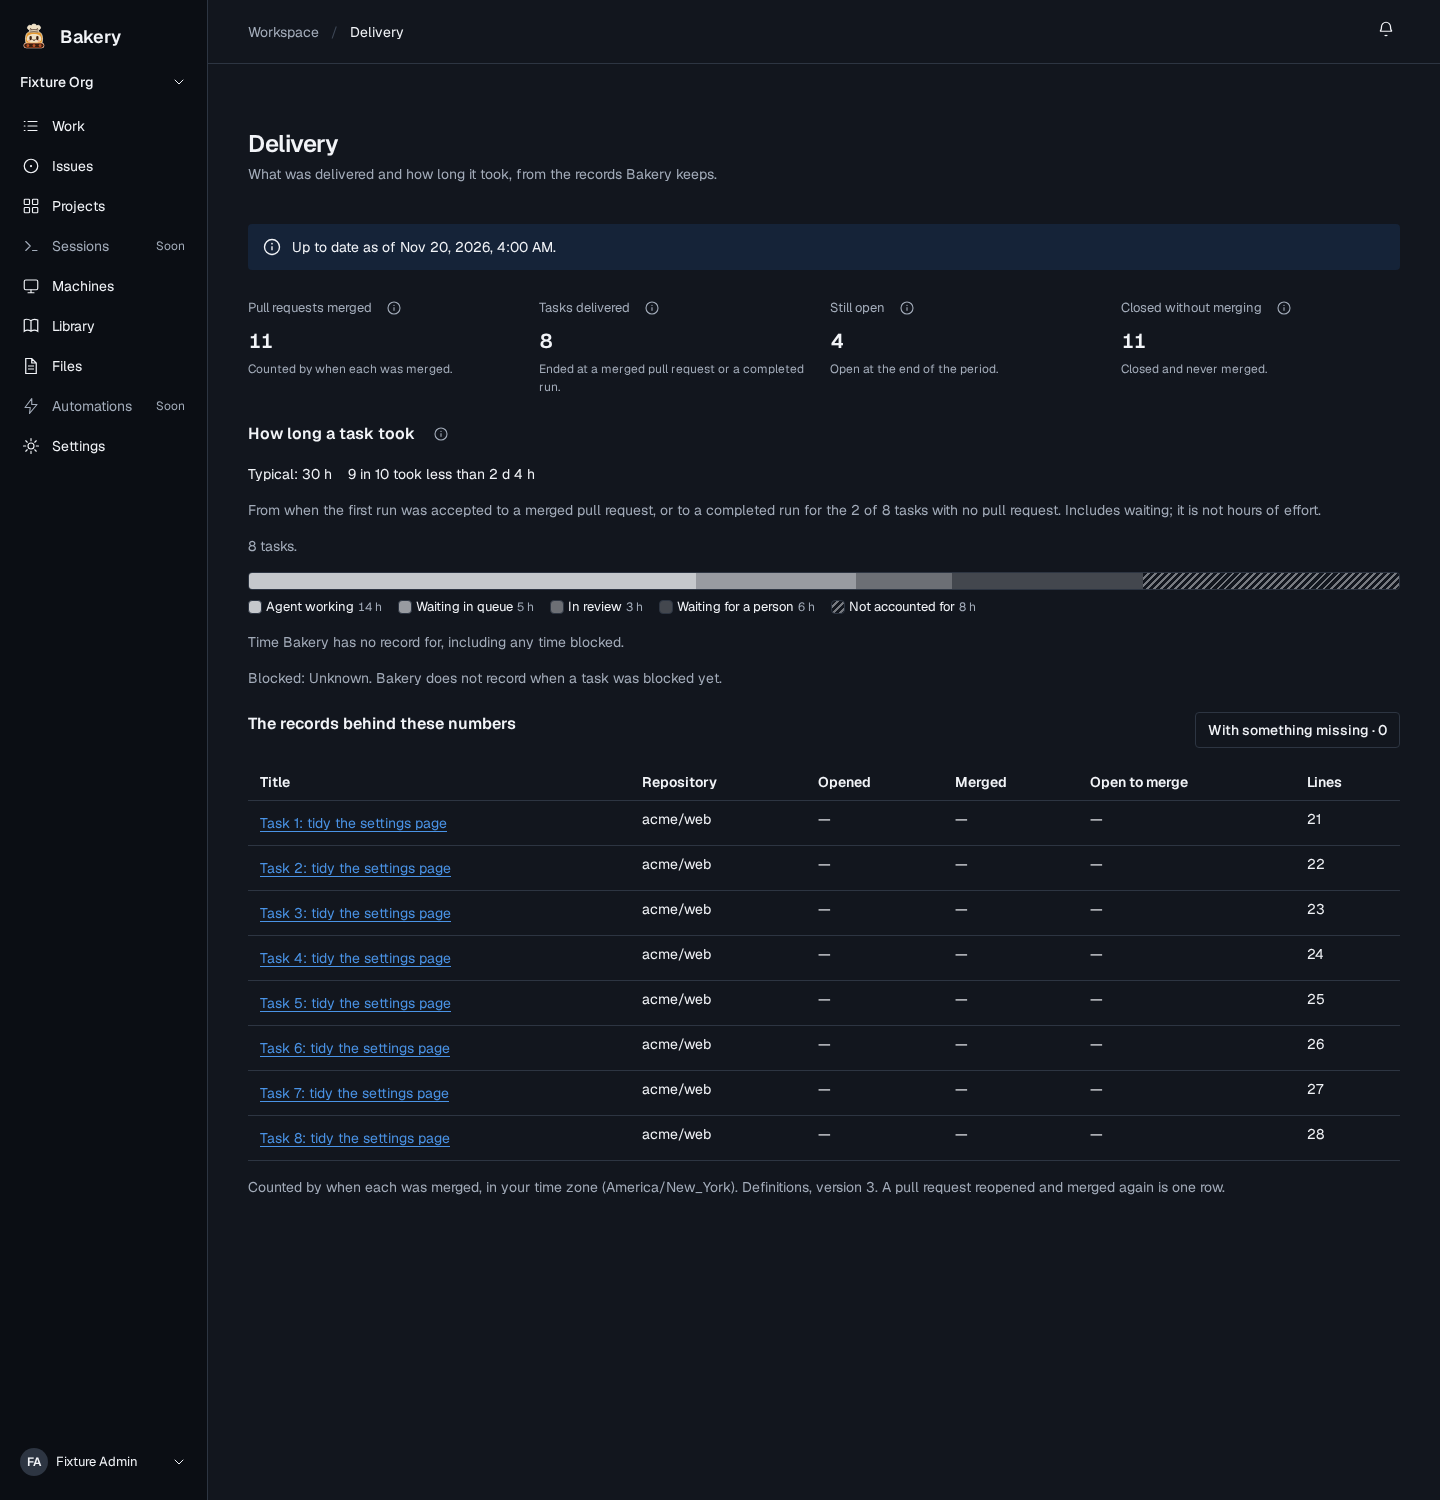 Bakery
Workspace / Delivery
Fixture Org
Work
Issues
Projects
Sessions Soon
Machines
Library
Files
Automations Soon
Settings
Delivery
What was delivered and how long it took, from the records Bakery keeps.
Up to date as of Nov 20, 2026, 4:00 AM.
Pull requests merged
11
Counted by when each was merged.
Tasks delivered
8
Ended at a merged pull request or a completed
run.
Still open
4
Open at the end of the period.
Closed without merging
11
Closed and never merged.
How long a task took
Typical: 30 h 9 in 10 took less than 2 d 4 h
From when the first run was accepted to a merged pull request, or to a completed run for the 2 of 8 tasks with no pull request. Includes waiting; it is not hours of effort.
8 tasks.
Agent working 14 h Waiting in queue 5 h In review 3 h Waiting for a person 6 h Not accounted for 8 h
Time Bakery has no record for, including any time blocked.
Blocked: Unknown. Bakery does not record when a task was blocked yet.
The records behind these numbers
With something missing · 0
Title Repository Opened Merged Open to merge Lines
Task 1: tidy the settings page acme/web — — — 21
Task 2: tidy the settings page acme/web — — — 22
Task 3: tidy the settings page acme/web — — — 23
Task 4: tidy the settings page acme/web — — — 24
Task 5: tidy the settings page acme/web — — — 25
Task 6: tidy the settings page acme/web — — — 26
Task 7: tidy the settings page acme/web — — — 27
Task 8: tidy the settings page acme/web — — — 28
Counted by when each was merged, in your time zone (America/New_York). Definitions, version 3. A pull request reopened and merged again is one row.
FA Fixture Admin